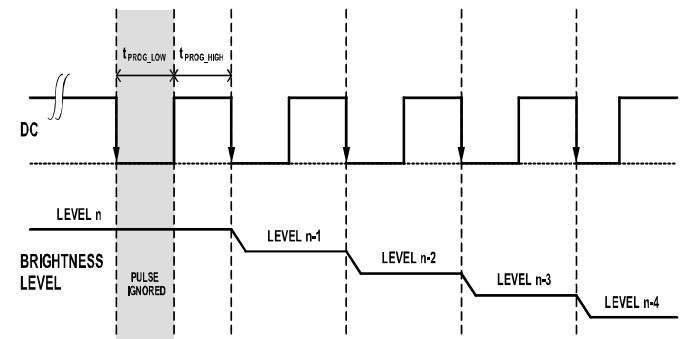 tPROG_LOW
tPROG_HIGH
DC
LEVEL n
LEVEL n-1
LEVEL n-2
LEVEL n-3
LEVEL n-4
BRIGHTNESS
LEVEL
PULSE
IGNORED